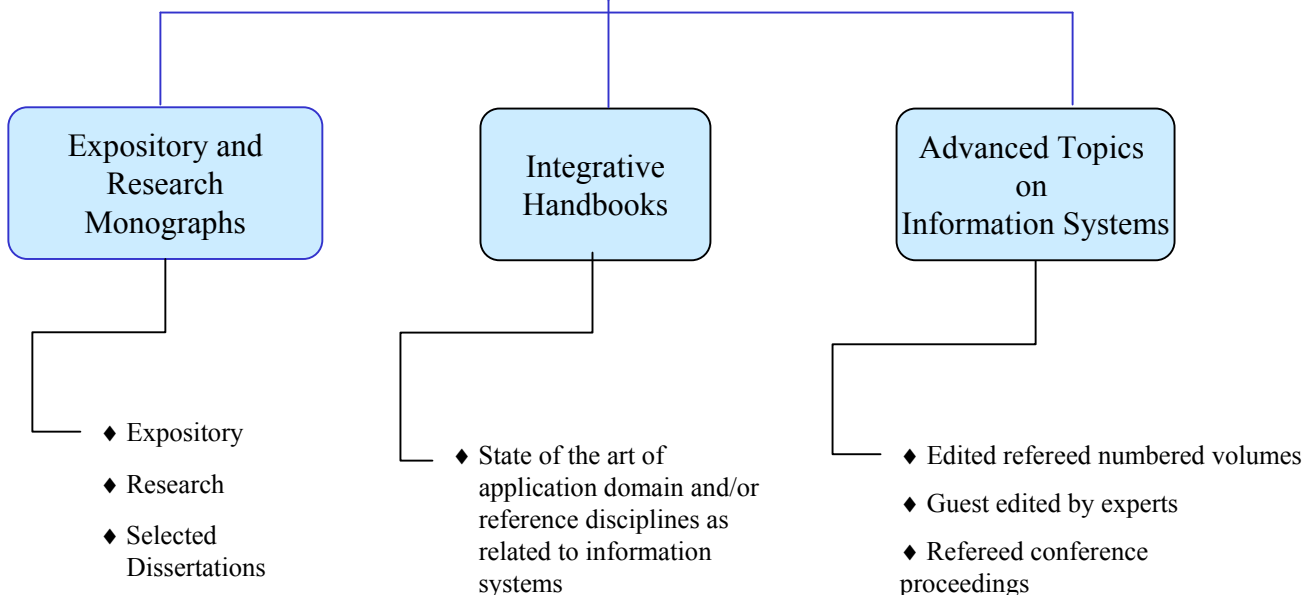 Expository and
Research
Monographs
Integrative
Handbooks
Advanced Topics
on
Information Systems
♦ Expository
♦ Research
♦ Selected
Dissertations
♦ State of the art of
application domain and/or
reference disciplines as
related to information
systems
♦ Edited refereed numbered volumes
♦ Guest edited by experts
♦ Refereed conference
proceedings